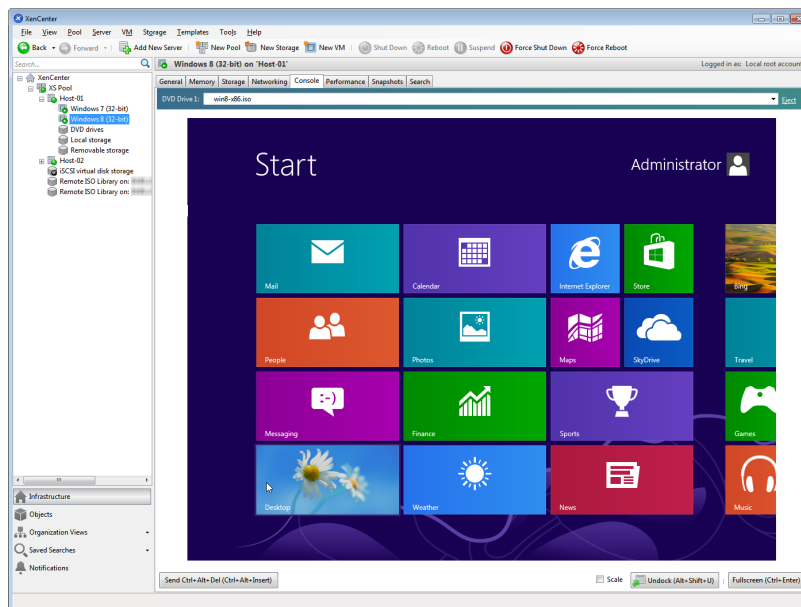 XenCenter
File View Pool Server VM Storage Templates Tools Help
Back Forward Add New Server New Pool New Storage New VM Shut Down Reboot Suspend Force Shut Down Force Reboot
Search... Windows 8 (32-bit) on 'Host-01' Logged in as: Local root account
General Memory Storage Networking Console Performance Snapshots Search
DVD Drive 1: win8-x86.iso Eject
XenCenter
XS Pool
Host-01
Windows 7 (32-bit)
Windows 8 (32-bit)
DVD drives
Local storage
Removable storage
Host-02
iSCSI virtual disk storage
Remote ISO Library on:
Remote ISO Library on:
Infrastructure
Objects
Organization Views
Saved Searches
Notifications
Start Administrator
Mail Calendar Internet Explorer Store Bing
People Photos Maps SkyDrive Travel
:-)
Messaging Finance Sports Games
Desktop Weather News Music
Send Ctrl+Alt+Del (Ctrl+Alt+Insert) Scale Undock (Alt+Shift+U) Fullscreen (Ctrl+Enter)